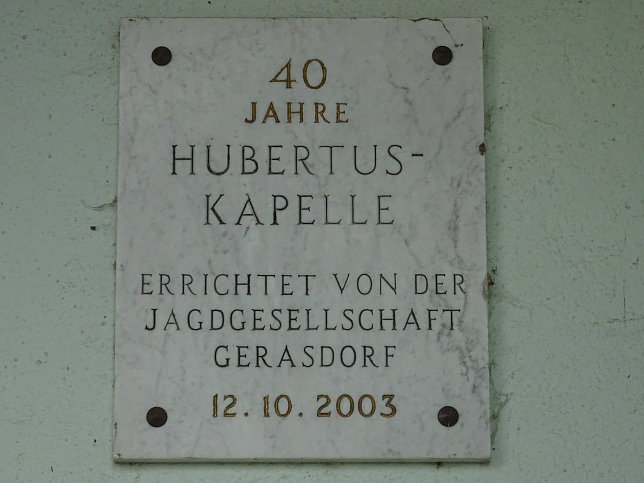 40
JAHRE
HUBERTUS-
KAPELLE
ERRICHTET VON DER
JAGDGESELLSCHAFT
GERASDORF
12.10.2003